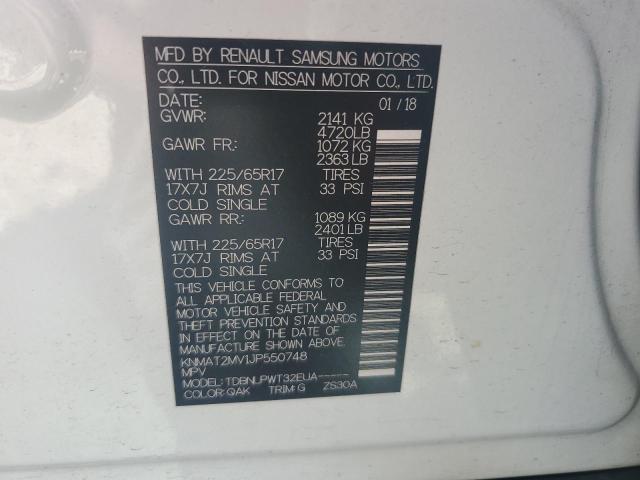 MFD BY RENAULT SAMSUNG MOTORS
CO., LTD. FOR NISSAN MOTOR CO., LTD.
DATE: 01 / 18
GVWR: 2141 KG
4720LB
GAWR FR: 1072 KG
2363 LB
WITH 225/65R17 TIRES
17X7J RIMS AT 33 PSI
COLD SINGLE
GAWR RR: 1089 KG
2401 LB
WITH 225/65R17 TIRES
17X7J RIMS AT 33 PSI
COLD SINGLE
THIS VEHICLE CONFORMS TO
ALL APPLICABLE FEDERAL
MOTOR VEHICLE SAFETY AND
THEFT PREVENTION STANDARDS
IN EFFECT ON THE DATE OF
MANUFACTURE SHOWN ABOVE.
KNMAT2MV1JP550748
MPV
MODEL: TDBNLPWT32EUA-----
COLOR: QAK TRIM: G ZS30A